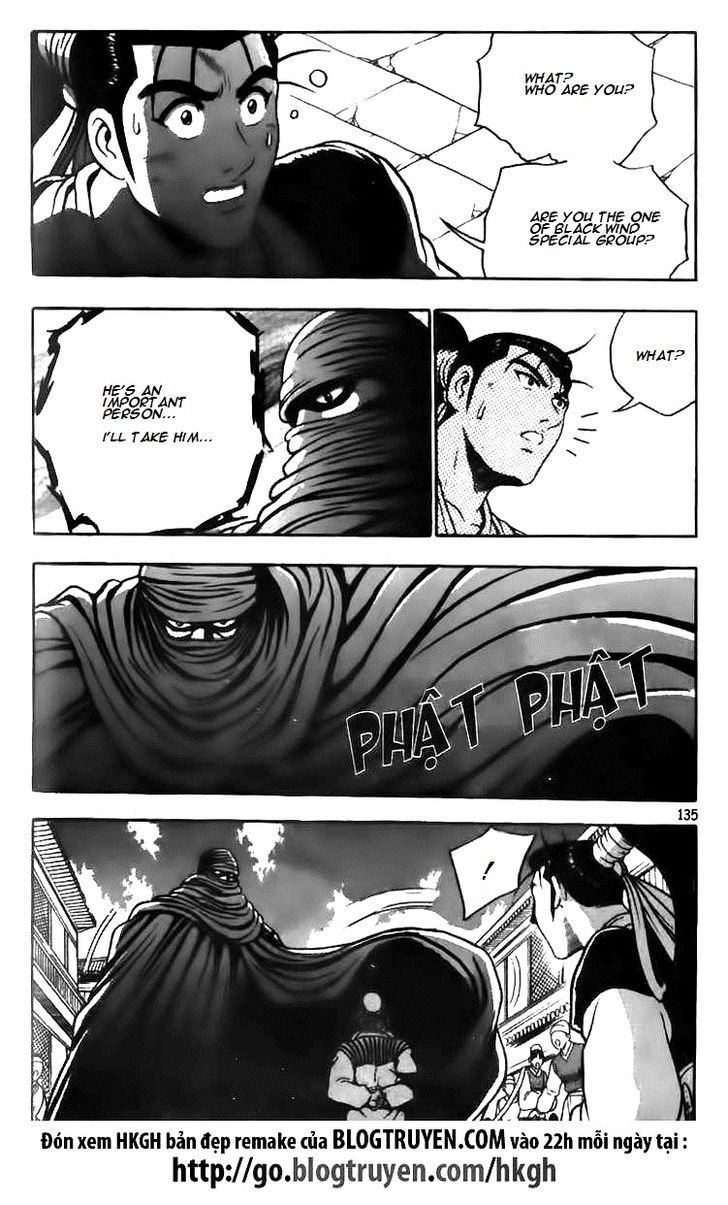 WHAT?
WHO ARE YOU?
ARE YOU THE ONE
OF BLACK WIND
SPECIAL GROUP?
HE'S AN
IMPORTANT
PERSON...
I'LL TAKE HIM...
WHAT?
PHẬT PHẬT
135
!
Đón xem HKGH bản đẹp remake của BLOGTRUYEN.COM vào 22h mỗi ngày tại :
http://go.blogtruyen.com/hkgh